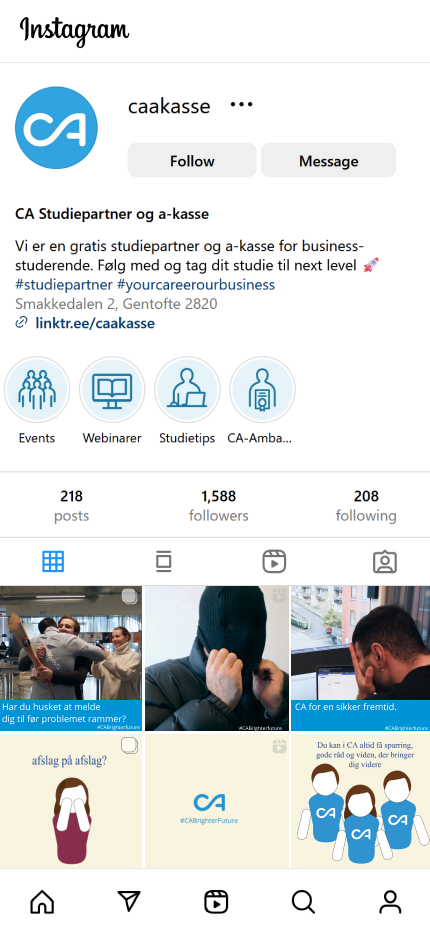 Instagram
CA
caakasse
Follow
Message
CA Studiepartner og a-kasse
Vi er en gratis studiepartner og a-kasse for business-
studerende. Følg med og tag dit studie til next level 🚀
#studiepartner #yourcareerourbusiness
Smakkedalen 2, Gentofte 2820
linktr.ee/caakasse
Events
Webinarer
Studietips
CA-Amba...
218
posts
1,588
followers
208
following
Har du husket at melde
dig til før problemet rammer?
#CABrighterfuture
#CABrighterfuture
CA for en sikker fremtid.
#CABrighterfuture
afslag på afslag?
CA
#CABrighterFuture
Du kan i CA altid få sparring,
gode råd og viden, der bringer
dig videre
CA
CA
CA